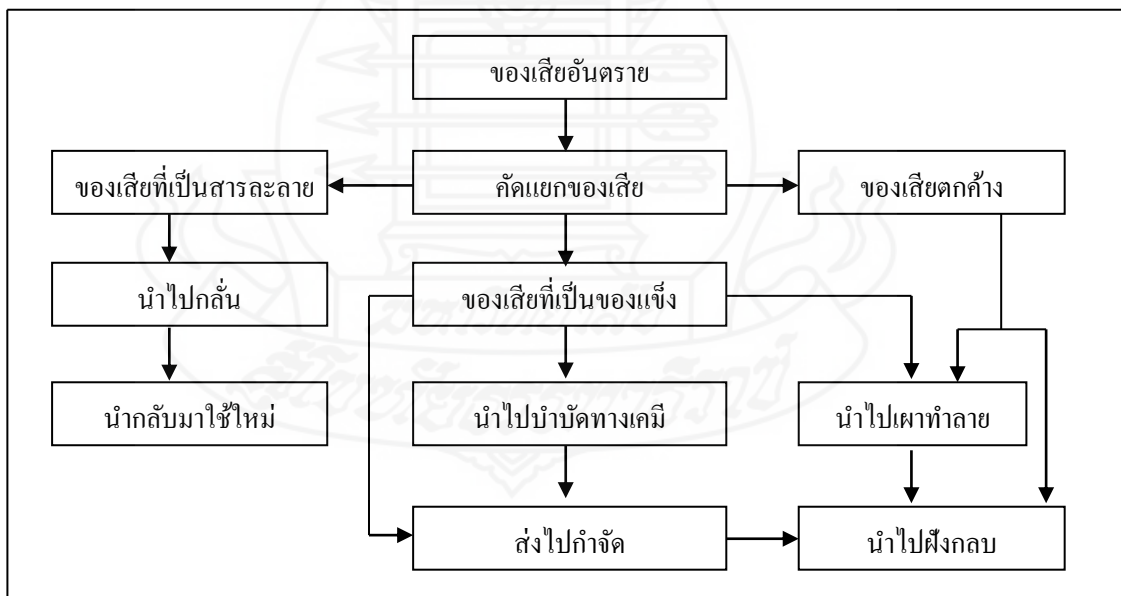 ของเสียอันตราย
ของเสียที่เป็นสารละลาย
คัดแยกของเสีย
ของเสียตกค้าง
นำไปกลั่น
ของเสียที่เป็นของแข็ง
นำกลับมาใช้ใหม่
นำไปบำบัดทางเคมี
นำไปเผาทำลาย
ส่งไปกำจัด
นำไปฝังกลบ